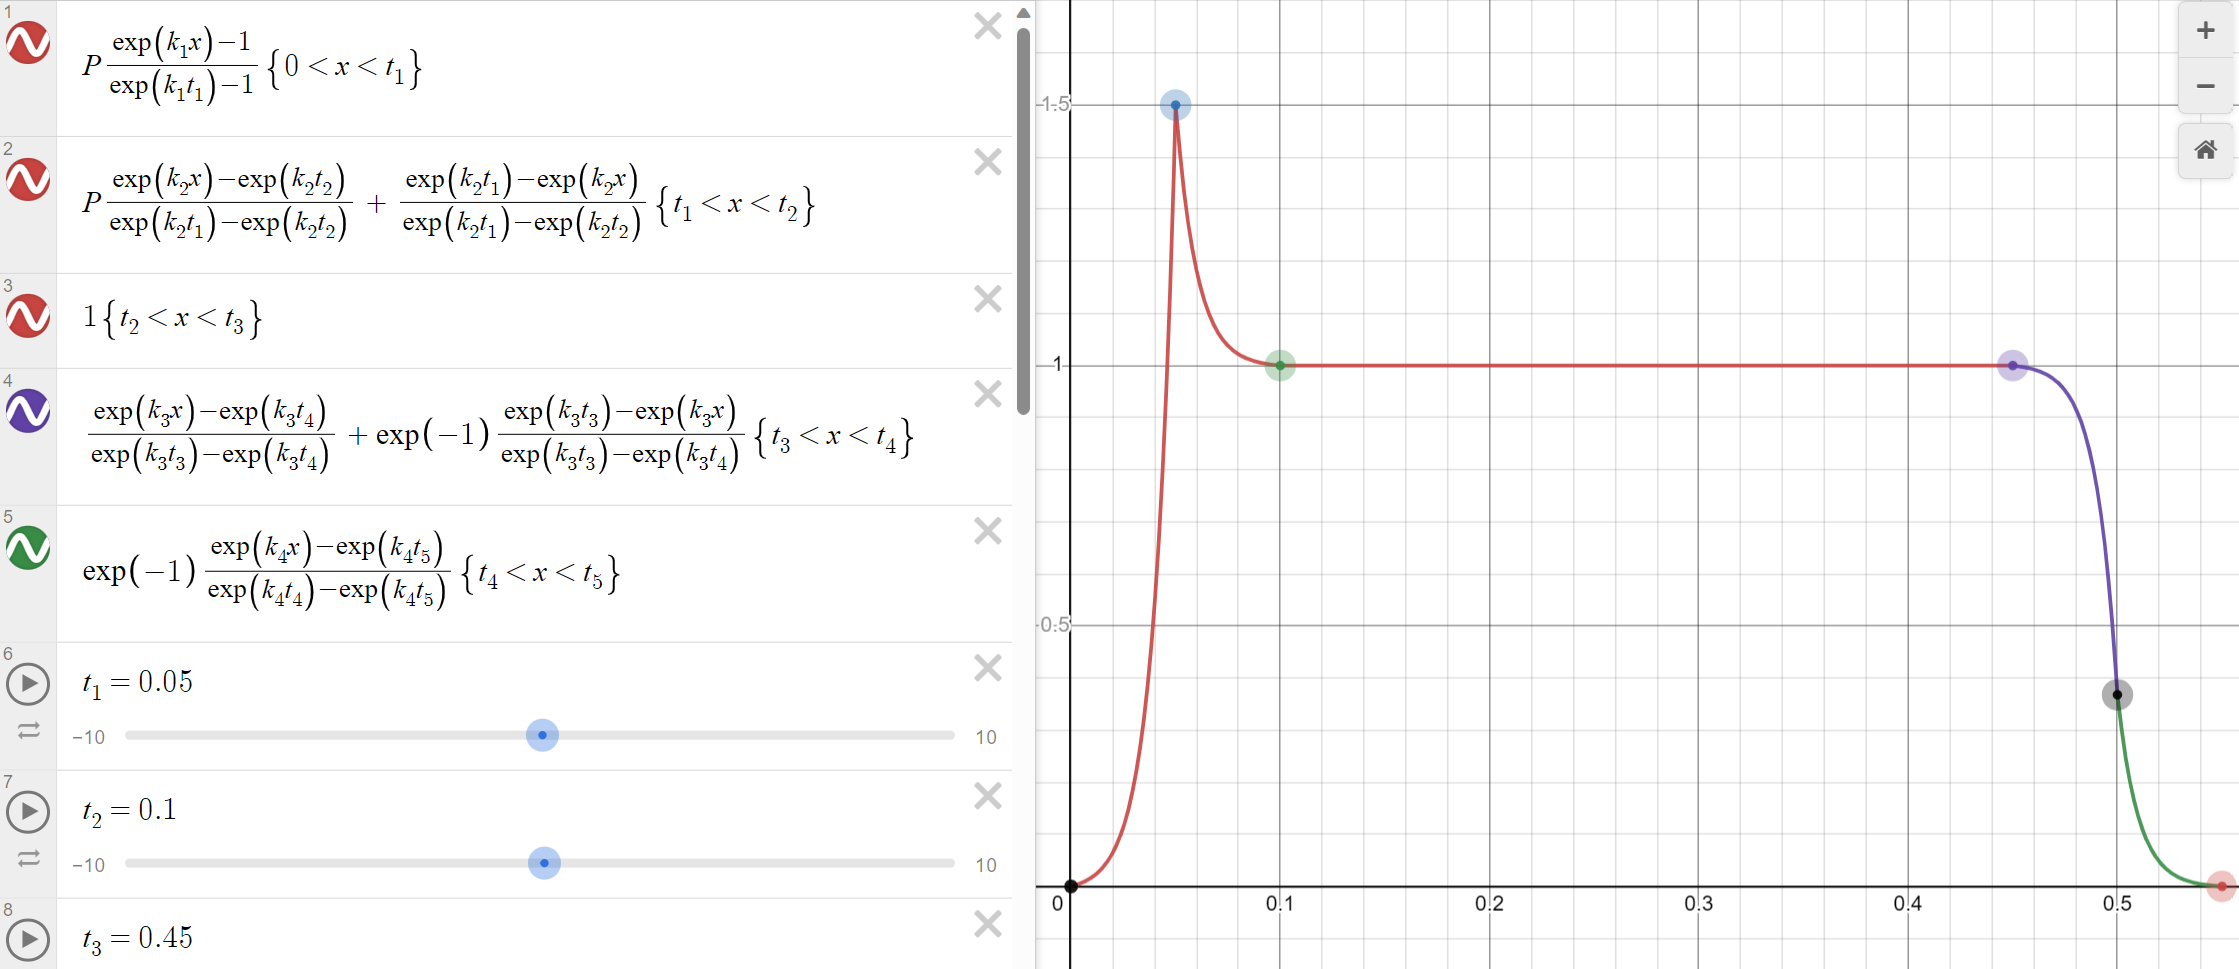 1
P (exp(k₁x)−1)/(exp(k₁t₁)−1) {0 < x < t₁}
2
P (exp(k₂x)−exp(k₂t₂))/(exp(k₂t₁)−exp(k₂t₂)) + (exp(k₂t₁)−exp(k₂x))/(exp(k₂t₁)−exp(k₂t₂)) {t₁ < x < t₂}
3
1{t₂ < x < t₃}
4
(exp(k₃x)−exp(k₃t₄))/(exp(k₃t₃)−exp(k₃t₄)) + exp(−1) (exp(k₃t₃)−exp(k₃x))/(exp(k₃t₃)−exp(k₃t₄)) {t₃ < x < t₄}
5
exp(−1) (exp(k₄x)−exp(k₄t₅))/(exp(k₄t₄)−exp(k₄t₅)) {t₄ < x < t₅}
6
t₁ = 0.05
−10 10
7
t₂ = 0.1
−10 10
8
t₃ = 0.45
1.5
1
0.5
0 0.1 0.2 0.3 0.4 0.5
+
−